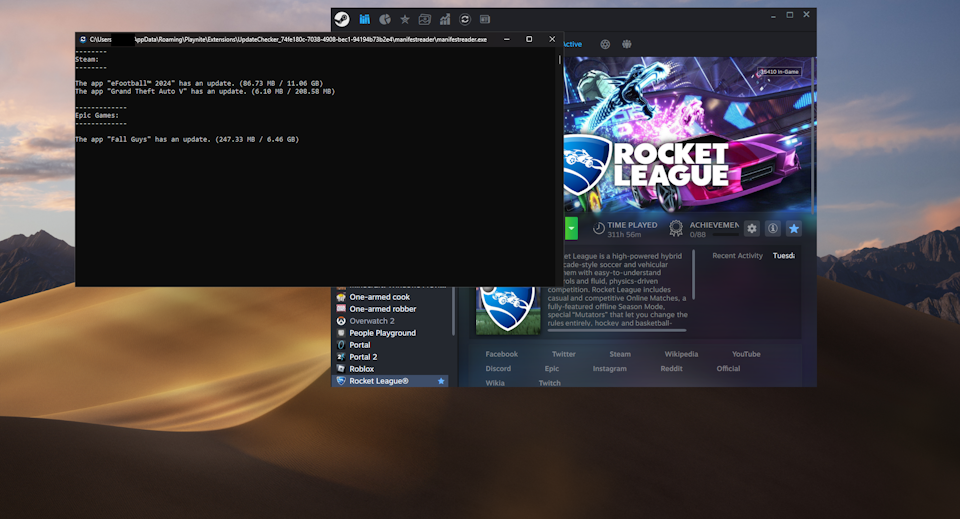 C:\Users AppData\Roaming\Playnite\Extensions\UpdateChecker_74fe180c-7038-4908-bec1-94194b73b2e4\manifestreader\manifestreader.exe
--------
Steam:
--------
The app "eFootball™ 2024" has an update. (86.73 MB / 11.06 GB)
The app "Grand Theft Auto V" has an update. (6.10 MB / 208.58 MB)
-------------
Epic Games:
-------------
The app "Fall Guys" has an update. (247.33 MB / 6.46 GB)
Active
In-Game
ROCKET
LEAGUE
TIME PLAYED
311h 56m
ACHIEVEMEN
0/88
League is a high-powered hybrid
cade-style soccer and vehicular
em with easy-to-understand
rols and fluid, physics-driven
competition. Rocket League includes
casual and competitive Online Matches, a
fully-featured offline Season Mode,
special "Mutators" that let you change the
rules entirely, hockey and basketball-
Recent Activity
Tuesda
One-armed cook
One-armed robber
Overwatch 2
People Playground
Portal
Portal 2
Roblox
Rocket League®
Facebook Twitter Steam Wikipedia YouTube
Discord Epic Instagram Reddit Official
Wikia Twitch